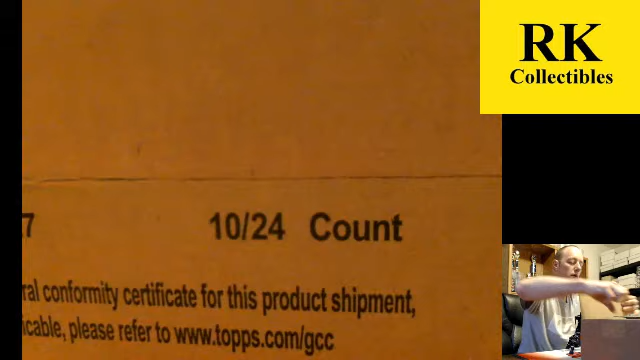 RK
Collectibles
7
10/24 Count
ral conformity certificate for this product shipment,
icable, please refer to www.topps.com/gcc